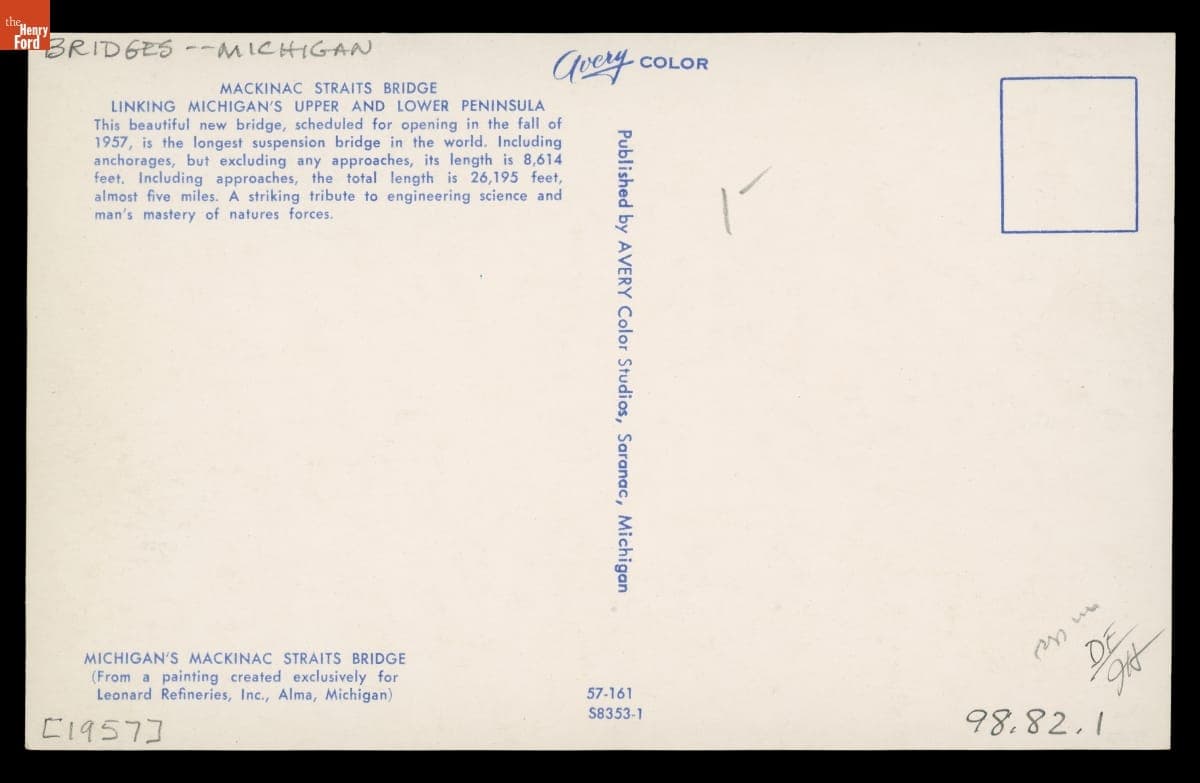 the
Henry
Ford
BRIDGES -- MICHIGAN
Avery COLOR
MACKINAC STRAITS BRIDGE
LINKING MICHIGAN'S UPPER AND LOWER PENINSULA
This beautiful new bridge, scheduled for opening in the fall of
1957, is the longest suspension bridge in the world. Including
anchorages, but excluding any approaches, its length is 8,614
feet. Including approaches, the total length is 26,195 feet,
almost five miles. A striking tribute to engineering science and
man's mastery of natures forces.
Published by AVERY Color Studios, Saranac, Michigan
MICHIGAN'S MACKINAC STRAITS BRIDGE
(From a painting created exclusively for
Leonard Refineries, Inc., Alma, Michigan)
[1957]
57-161
S8353-1
DE
98.82.1